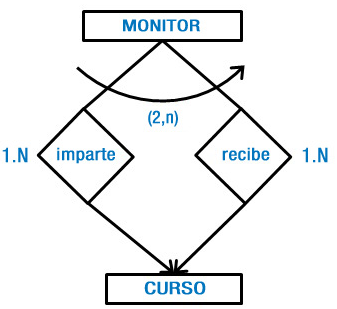 MONITOR
(2,n)
1.N
imparte
recibe
1.N
CURSO